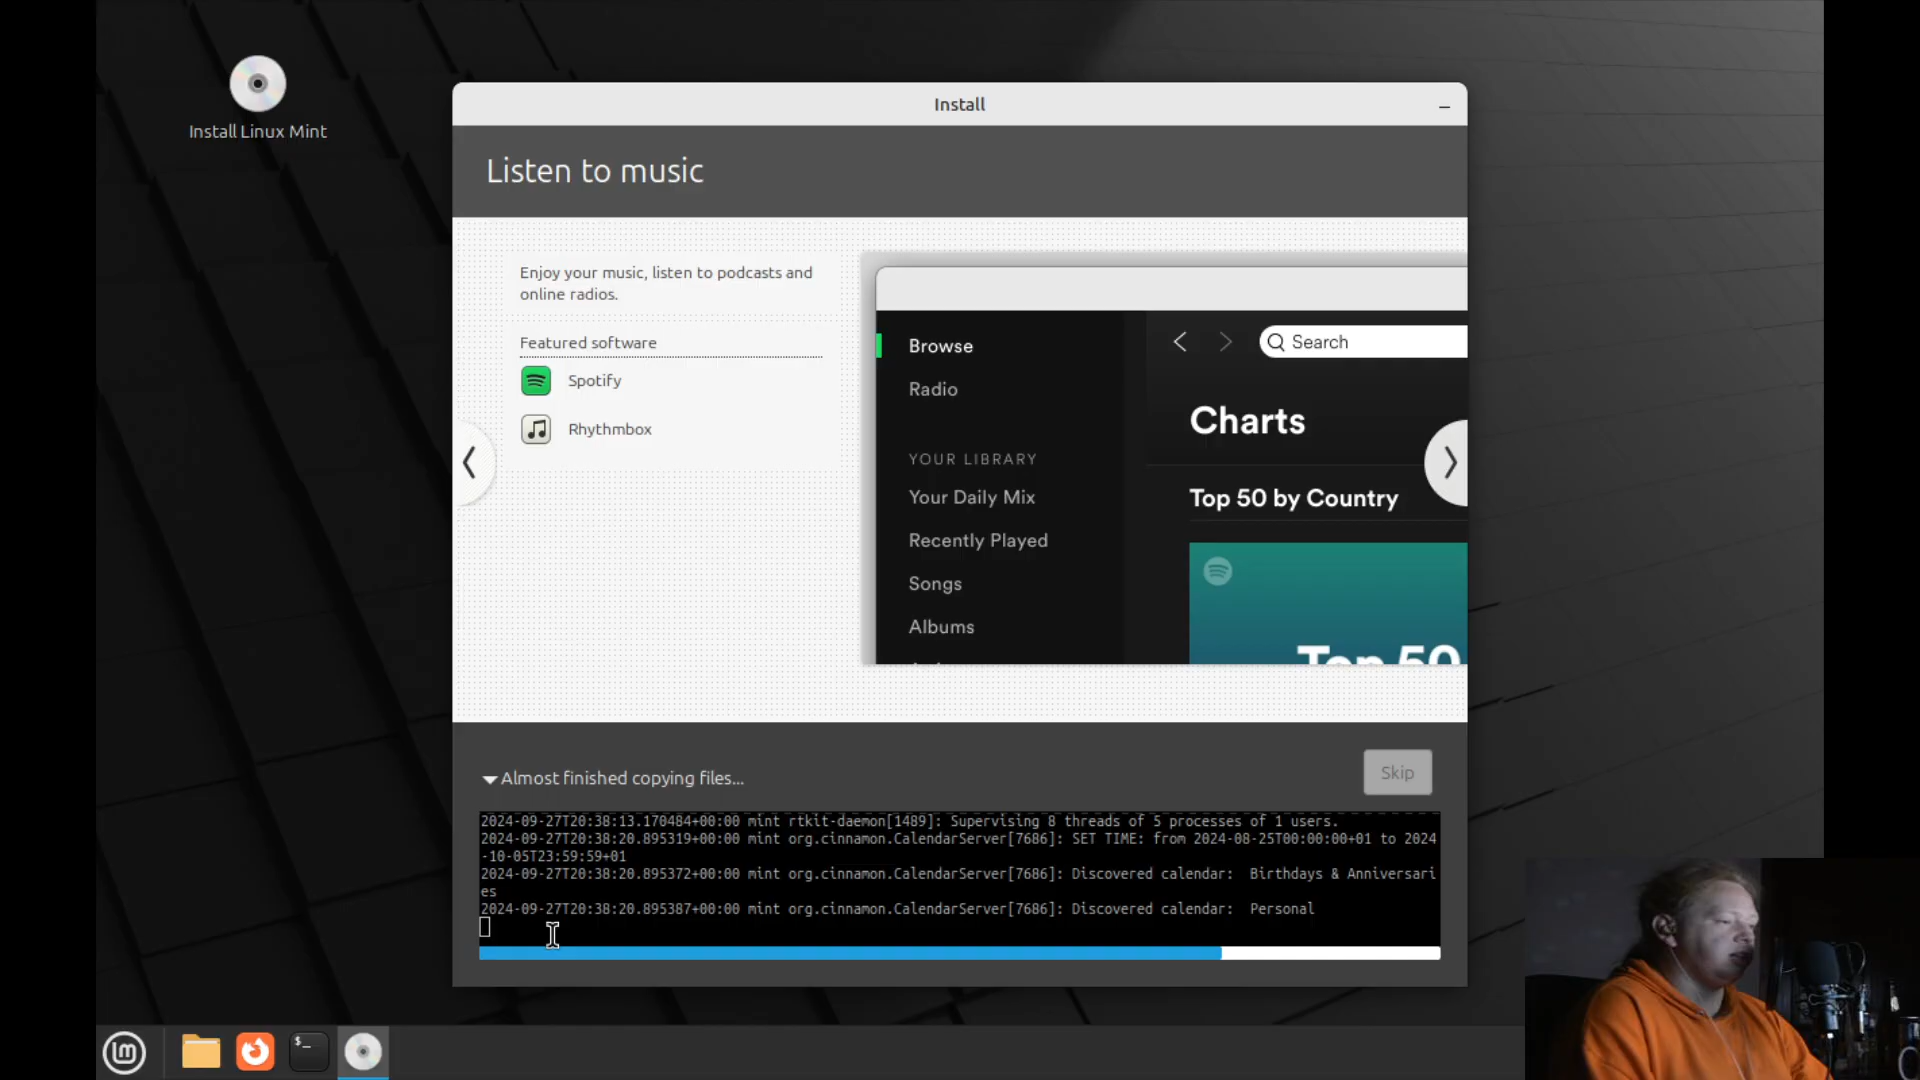 Install Linux Mint
Install
Listen to music
Enjoy your music, listen to podcasts and
online radios.
Featured software
Spotify
Rhythmbox
Browse
Radio
YOUR LIBRARY
Your Daily Mix
Recently Played
Songs
Albums
Search
Charts
Top 50 by Country
Top 50
Almost finished copying files...
Skip
2024-09-27T20:38:13.170484+00:00 mint rtkit-daemon[1489]: Supervising 8 threads of 5 processes of 1 users.
2024-09-27T20:38:20.895319+00:00 mint org.cinnamon.CalendarServer[7686]: SET TIME: from 2024-08-25T00:00:00+01 to 2024
-10-05T23:59:59+01
2024-09-27T20:38:20.895372+00:00 mint org.cinnamon.CalendarServer[7686]: Discovered calendar:  Birthdays & Anniversari
es
2024-09-27T20:38:20.895387+00:00 mint org.cinnamon.CalendarServer[7686]: Discovered calendar:  Personal
$_